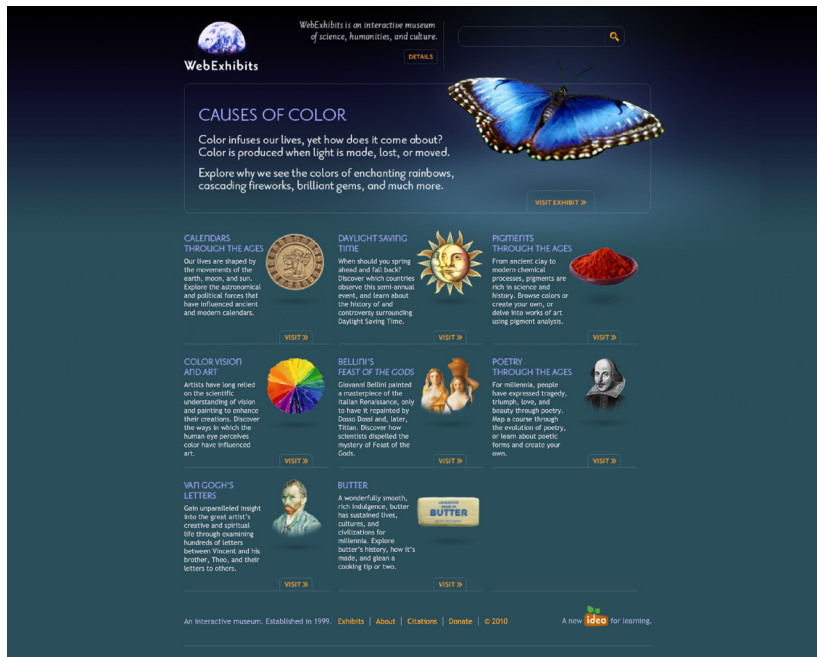 WebExhibits is an interactive museum
of science, humanities, and culture.
DETAILS
WebExhibits
CAUSES OF COLOR
Color infuses our lives, yet how does it come about?
Color is produced when light is made, lost, or moved.
Explore why we see the colors of enchanting rainbows,
cascading fireworks, brilliant gems, and much more.
VISIT EXHIBIT »
CALENDARS
THROUGH THE AGES
Our lives are shaped by
the movements of the
earth, moon, and sun.
Explore the astronomical
and political forces that
have influenced ancient
and modern calendars.
VISIT »
DAYLIGHT SAVING
TIME
When should you spring
ahead and fall back?
Discover which countries
observe this semi-annual
event, and learn about
the history of and
controversy surrounding
Daylight Saving Time.
VISIT »
PIGMENTS
THROUGH THE AGES
From ancient clay to
modern chemical
processes, pigments are
rich in science and
history. Browse colors or
create your own, or
delve into works of art
using pigment analysis.
VISIT »
COLOR VISION
AND ART
Artists have long relied
on the scientific
understanding of vision
and painting to enhance
their creations. Discover
the ways in which the
human eye perceives
color have influenced
art.
VISIT »
BELLINI'S
FEAST OF THE GODS
Giovanni Bellini painted
a masterpiece of the
Italian Renaissance, only
to have it repainted by
Dosso Dossi and, later,
Titian. Discover how
scientists dispelled the
mystery of Feast of the
Gods.
VISIT »
POETRY
THROUGH THE AGES
For millennia, people
have expressed tragedy,
triumph, love, and
beauty through poetry.
Map a course through
the evolution of poetry,
or learn about poetic
forms and create your
own.
VISIT »
VAN GOGH'S
LETTERS
Gain unparalleled insight
into the great artist's
creative and spiritual
life through examining
hundreds of letters
between Vincent and his
brother, Theo, and their
letters to others.
VISIT »
BUTTER
A wonderfully smooth,
rich indulgence, butter
has sustained lives,
cultures, and
civilizations for
millennia. Explore
butter's history, how it's
made, and glean a
cooking tip or two.
BUTTER
VISIT »
An interactive museum. Established in 1999. Exhibits | About | Citations | Donate | © 2010
A new idea for learning.